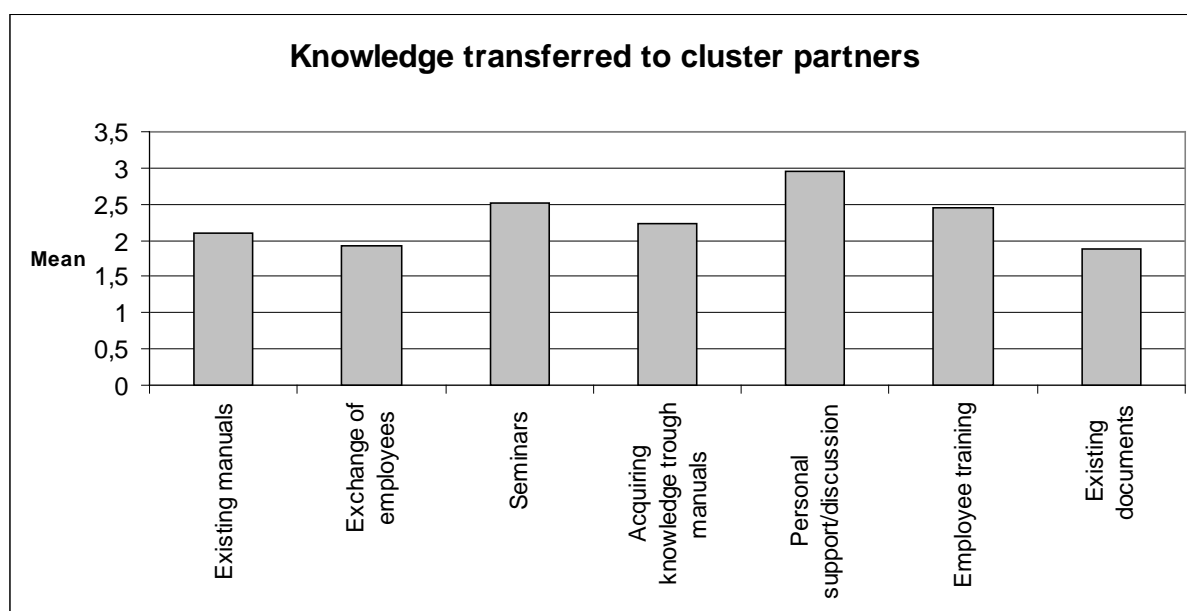 Knowledge transferred to cluster partners
3,5
3
2,5
2
1,5
1
0,5
0
Mean
Existing manuals
Exchange of
employees
Seminars
Acquiring
knowledge trough
manuals
Personal
support/discussion
Employee training
Existing
documents